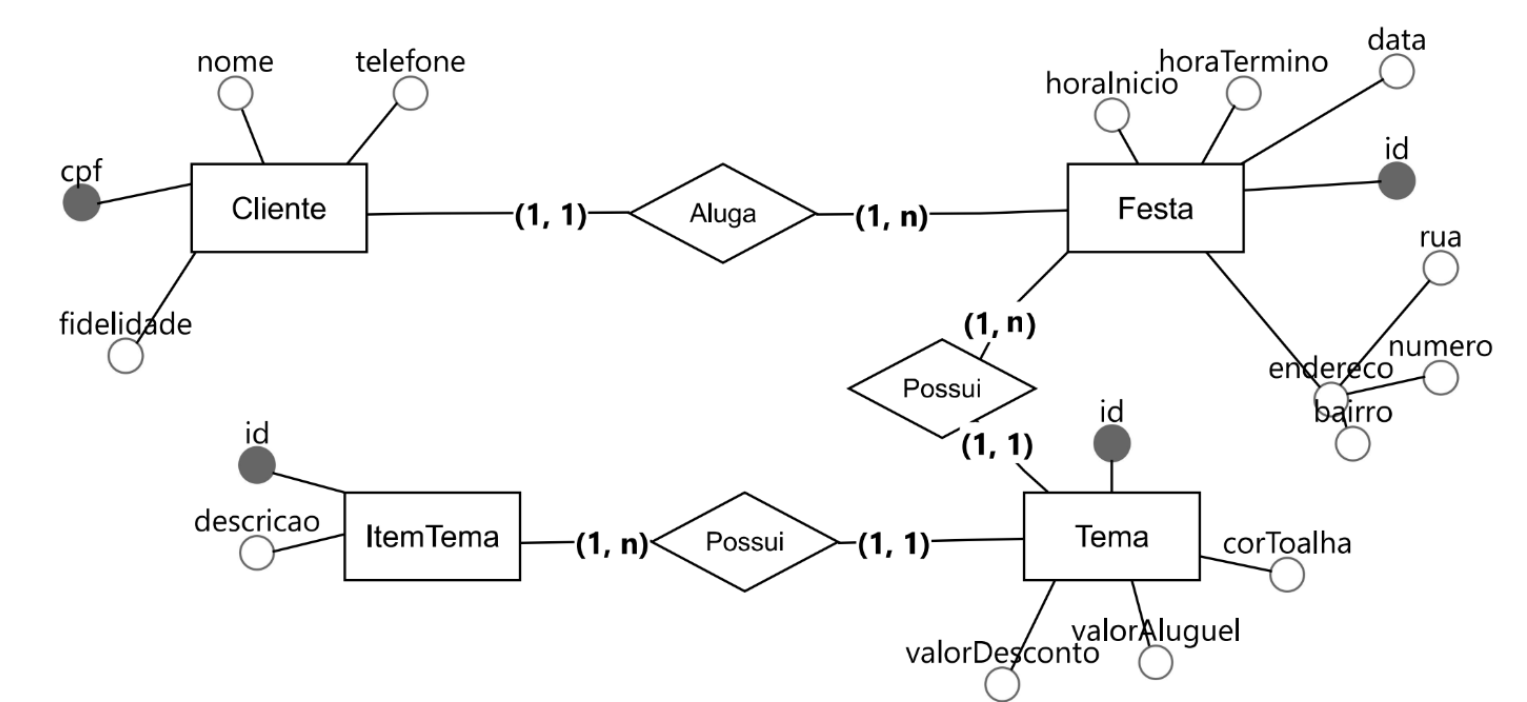 nome
telefone
cpf
Cliente
fidelidade
(1, 1)
Aluga
(1, n)
horaInicio
horaTermino
data
id
Festa
rua
numero
endereco
bairro
(1, n)
Possui
(1, 1)
id
descricao
ItemTema
(1, n)
Possui
(1, 1)
id
Tema
corToalha
valorAluguel
valorDesconto